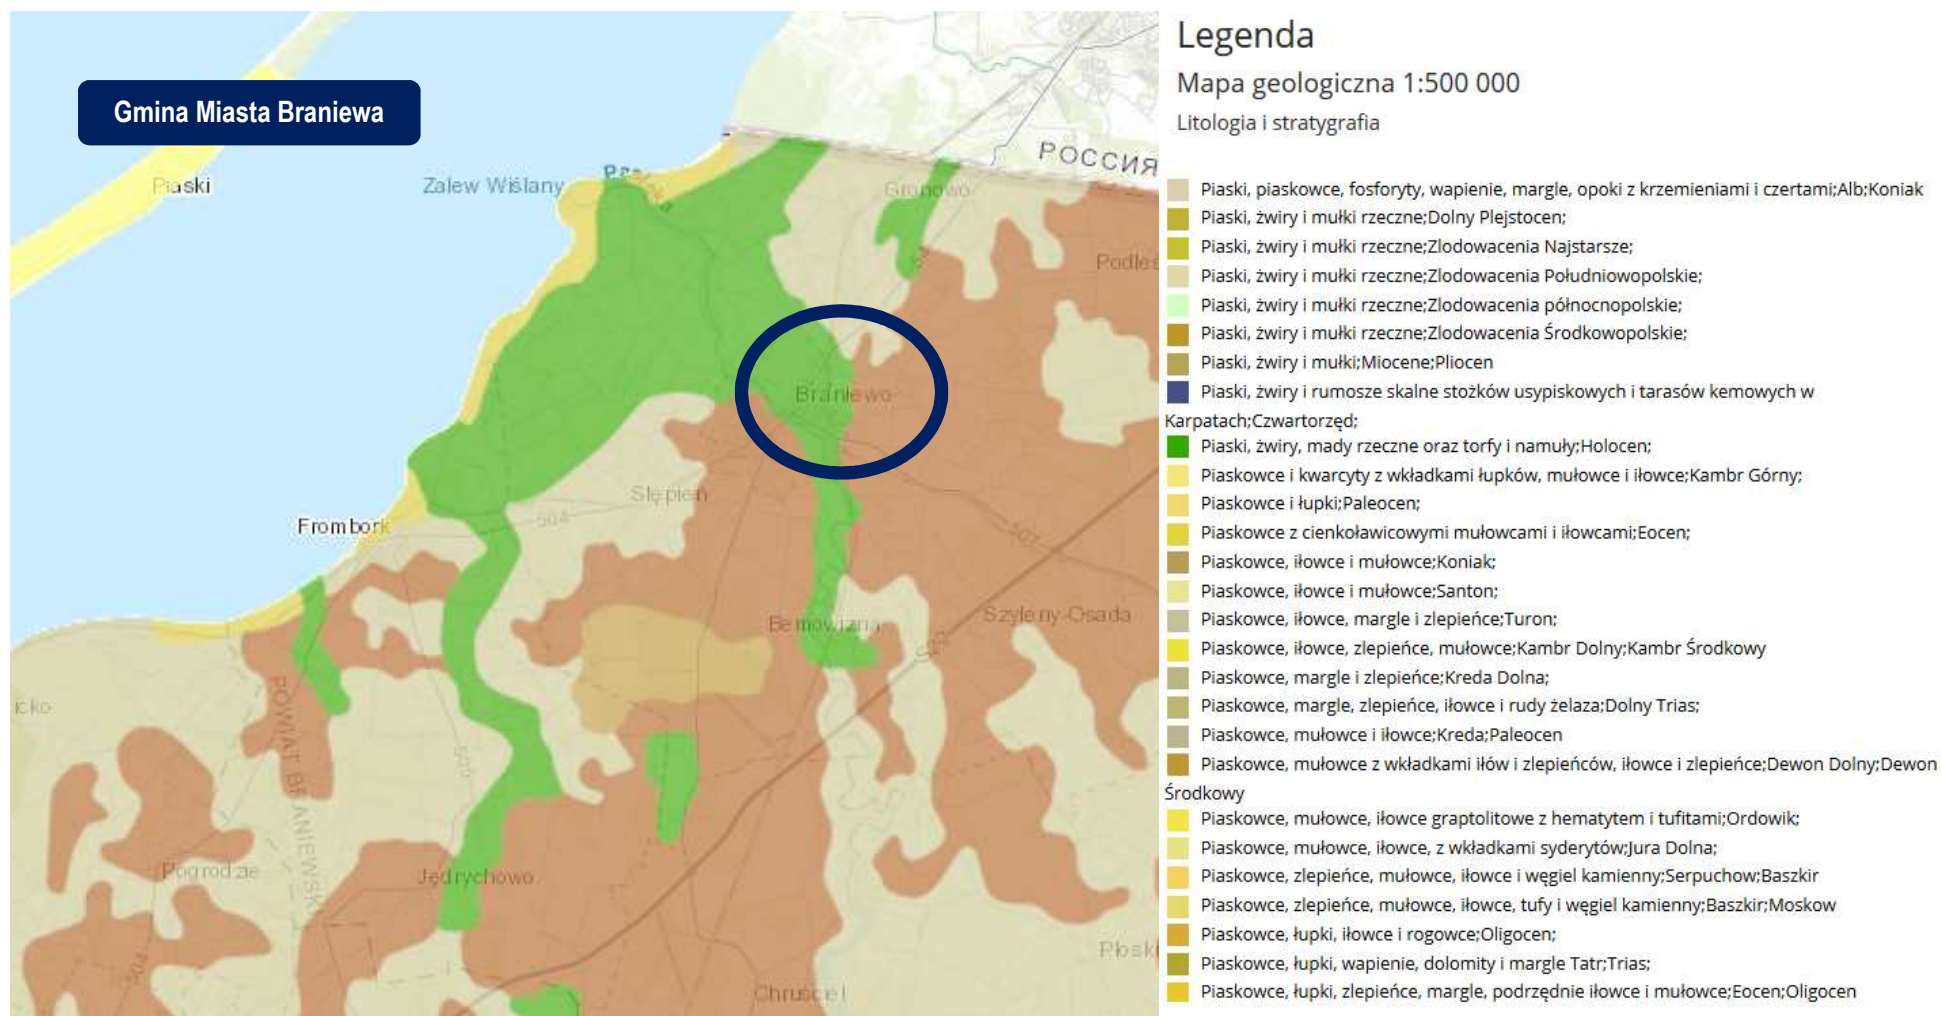 Gmina Miasta Braniewa
РОССИЯ
Piaski
Zalew Wiślany
Gronowo
Braniewo
Stępień
504
Frombork
507
Szyleny-Osada
Bemowizna
POWIAT BRANIEWSKI
505
Pogrodzie
Jędrychowo
Chruściel
Legenda
Mapa geologiczna 1:500 000
Litologia i stratygrafia
Piaski, piaskowce, fosforyty, wapienie, margle, opoki z krzemieniami i czertami;Alb;Koniak
Piaski, żwiry i mułki rzeczne;Dolny Plejstocen;
Piaski, żwiry i mułki rzeczne;Zlodowacenia Najstarsze;
Piaski, żwiry i mułki rzeczne;Zlodowacenia Południowopolskie;
Piaski, żwiry i mułki rzeczne;Zlodowacenia północnopolskie;
Piaski, żwiry i mułki rzeczne;Zlodowacenia Środkowopolskie;
Piaski, żwiry i mułki;Miocene;Pliocen
Piaski, żwiry i rumosze skalne stożków usypiskowych i tarasów kemowych w
Karpatach;Czwartorzęd;
Piaski, żwiry, mady rzeczne oraz torfy i namuły;Holocen;
Piaskowce i kwarcyty z wkładkami łupków, mułowce i iłowce;Kambr Górny;
Piaskowce i łupki;Paleocen;
Piaskowce z cienkoławicowymi mułowcami i iłowcami;Eocen;
Piaskowce, iłowce i mułowce;Koniak;
Piaskowce, iłowce i mułowce;Santon;
Piaskowce, iłowce, margle i zlepieńce;Turon;
Piaskowce, iłowce, zlepieńce, mułowce;Kambr Dolny;Kambr Środkowy
Piaskowce, margle i zlepieńce;Kreda Dolna;
Piaskowce, margle, zlepieńce, iłowce i rudy żelaza;Dolny Trias;
Piaskowce, mułowce i iłowce;Kreda;Paleocen
Piaskowce, mułowce z wkładkami iłów i zlepieńców, iłowce i zlepieńce;Dewon Dolny;Dewon
Środkowy
Piaskowce, mułowce, iłowce graptolitowe z hematytem i tufitami;Ordowik;
Piaskowce, mułowce, iłowce, z wkładkami syderytów;Jura Dolna;
Piaskowce, zlepieńce, mułowce, iłowce i węgiel kamienny;Serpuchow;Baszkir
Piaskowce, zlepieńce, mułowce, iłowce, tufy i węgiel kamienny;Baszkir;Moskow
Piaskowce, łupki, iłowce i rogowce;Oligocen;
Piaskowce, łupki, wapienie, dolomity i margle Tatr;Trias;
Piaskowce, łupki, zlepieńce, margle, podrzędnie iłowce i mułowce;Eocen;Oligocen